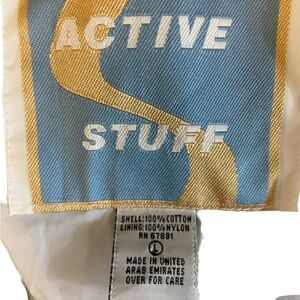 ACTIVE
STUFF
SHELL:100% COTTON
LINING:100% NYLON
RN 67891
L
MADE IN UNITED
ARAB EMIRATES
OVER FOR CARE